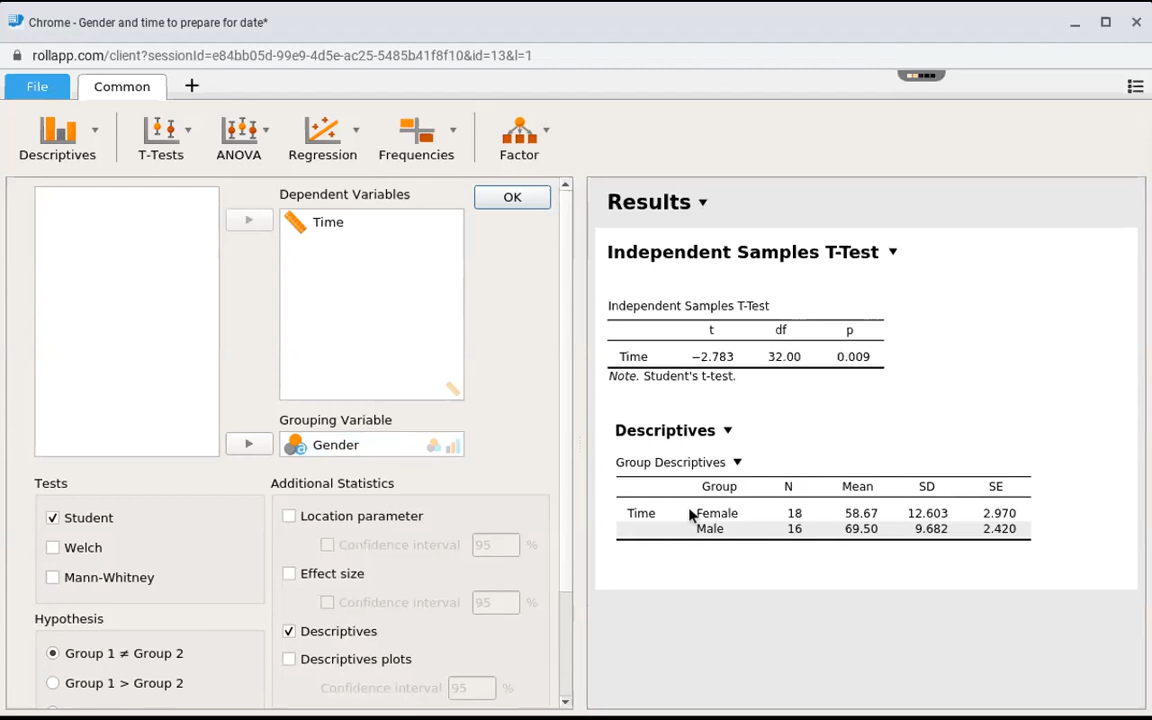 Chrome - Gender and time to prepare for date*
rollapp.com/client?sessionId=e84bb05d-99e9-4d5e-ac25-5485b41f8f10&id=13&l=1
File Common +
Descriptives T-Tests ANOVA Regression Frequencies Factor
Dependent Variables
OK
Time
Grouping Variable
Gender
Tests
Student
Welch
Mann-Whitney
Hypothesis
Group 1 ≠ Group 2
Group 1 > Group 2
Additional Statistics
Location parameter
Confidence interval 95 %
Effect size
Confidence interval 95 %
Descriptives
Descriptives plots
Confidence interval 95 %
Results
Independent Samples T-Test
Independent Samples T-Test
t df p
Time −2.783 32.00 0.009
Note. Student's t-test.
Descriptives
Group Descriptives
Group N Mean SD SE
Time Female 18 58.67 12.603 2.970
Male 16 69.50 9.682 2.420